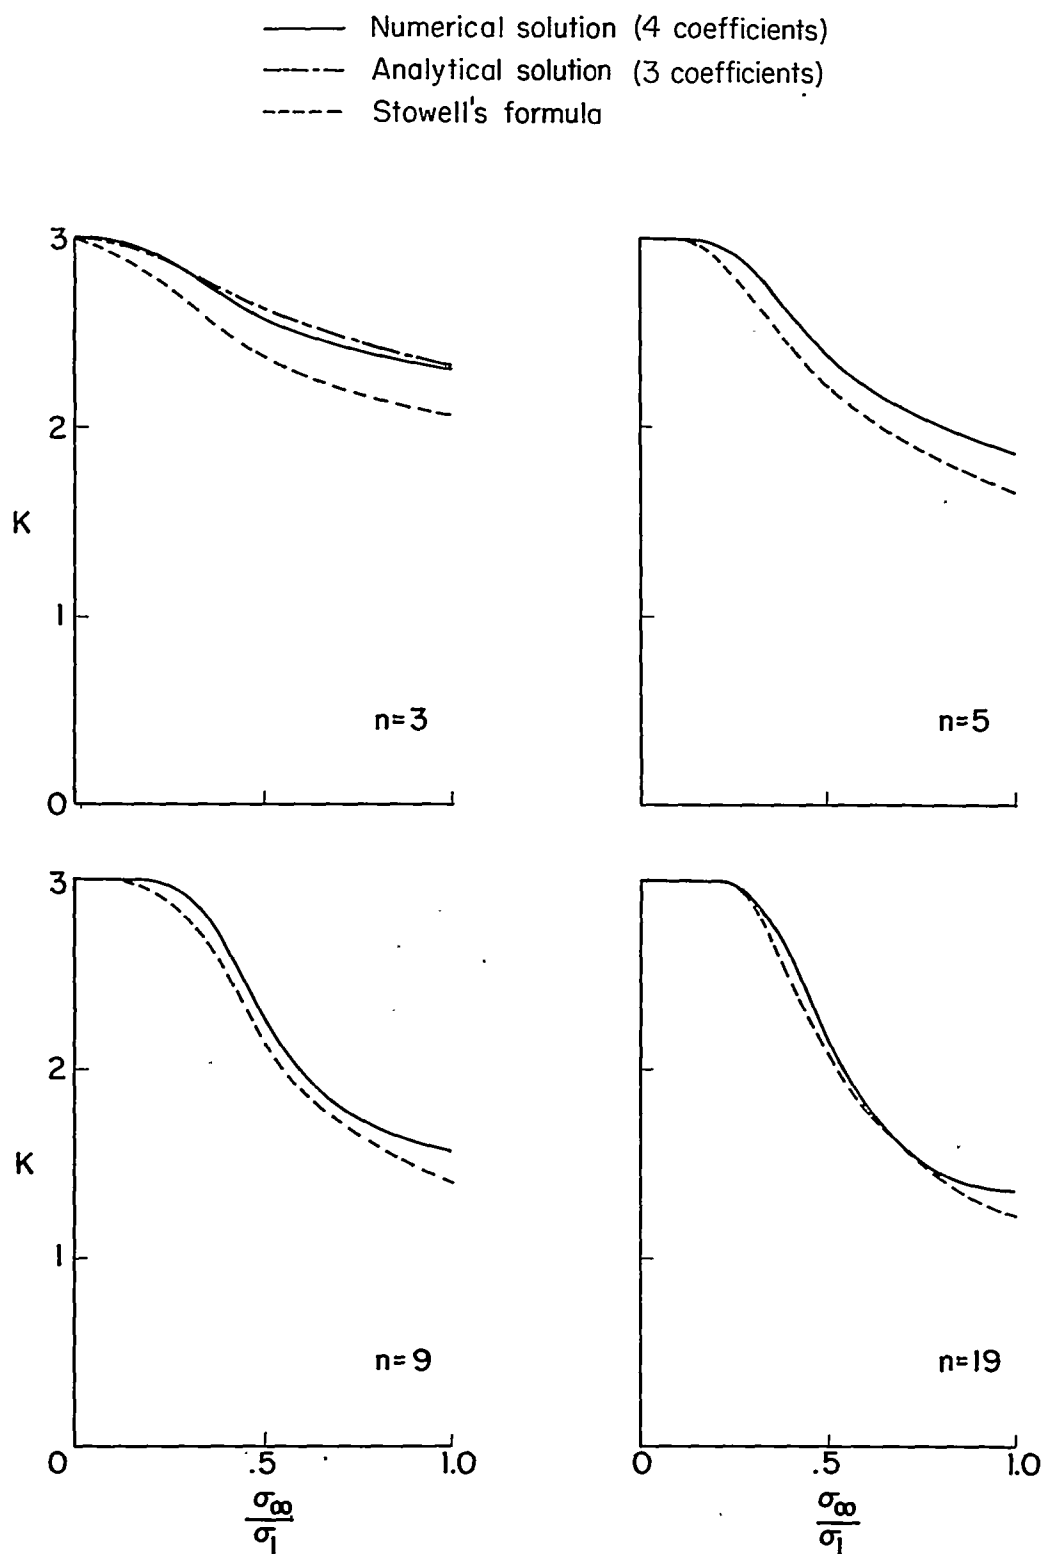 Numerical solution (4 coefficients)
Analytical solution (3 coefficients)
Stowell's formula
3
2
K
1
0
n=3
n=5
3
2
K
1
0
.5
1.0
n=9
σ∞
σ1
n=19
0
.5
1.0
σ∞
σ1